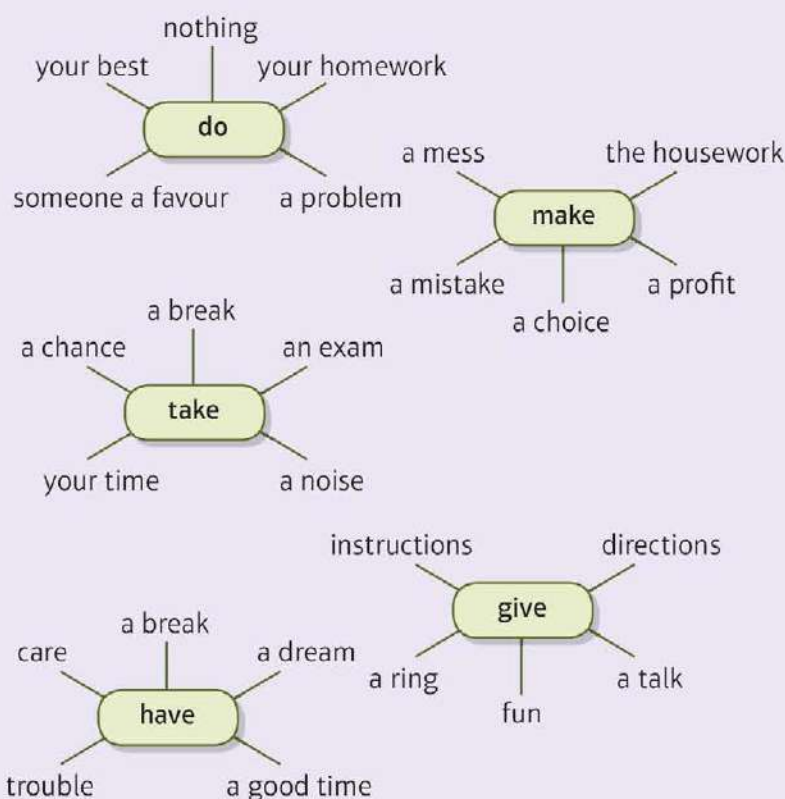 nothing
your best
your homework
do
someone a favour
a problem
a mess
the housework
make
a mistake
a profit
a choice
a break
a chance
an exam
take
your time
a noise
instructions
directions
give
a ring
a talk
fun
a break
care
a dream
have
trouble
a good time